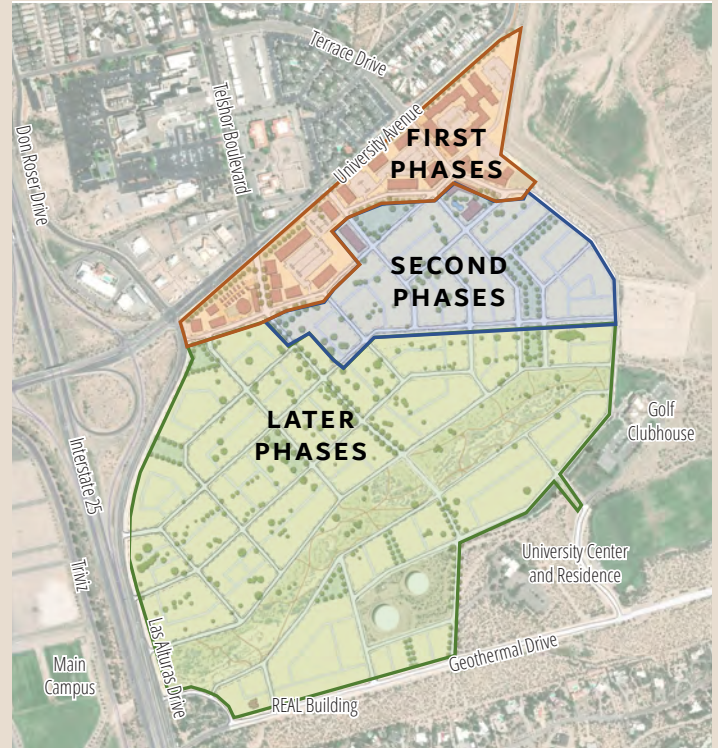 Terrace Drive
Telshor Boulevard
Don Roser Drive
University Avenue
FIRST
PHASES
SECOND
PHASES
LATER
PHASES
Golf
Clubhouse
Interstate 25
Triviz
University Center
and Residence
Las Alturas Drive
Main
Campus
Geothermal Drive
REAL Building